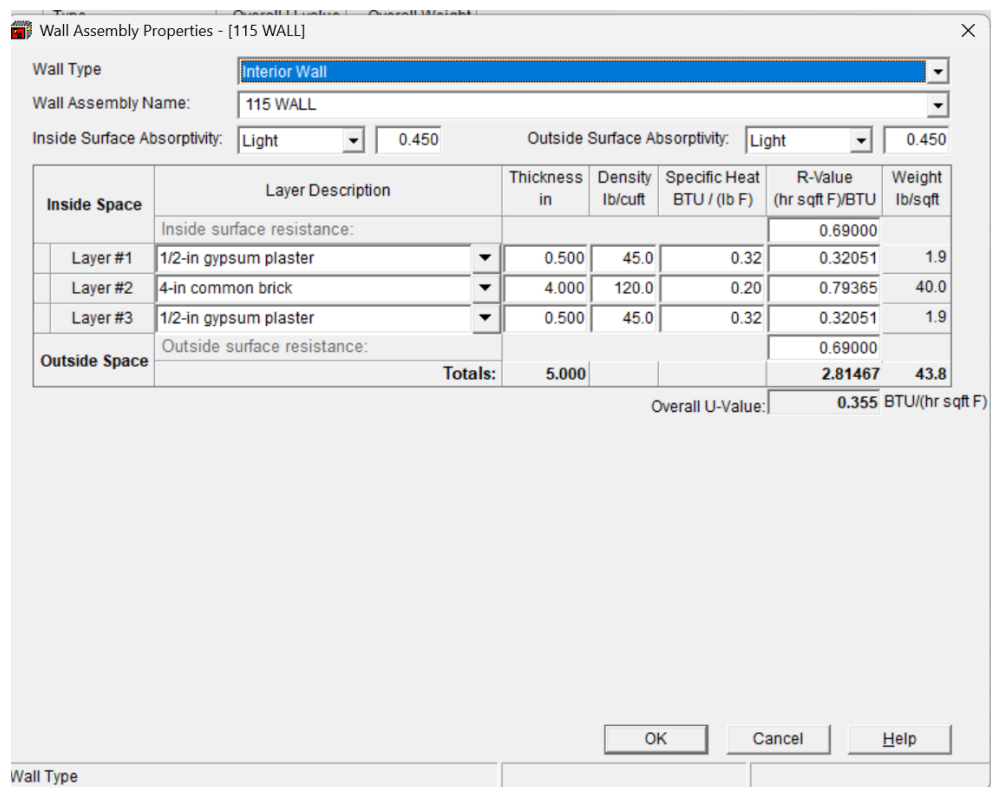 Type Overall U-value Overall Weight
Wall Assembly Properties - [115 WALL]
Wall Type Interior Wall
Wall Assembly Name: 115 WALL
Inside Surface Absorptivity: Light 0.450 Outside Surface Absorptivity: Light 0.450
Inside Space Layer Description Thickness in Density lb/cuft Specific Heat BTU / (lb F) R-Value (hr sqft F)/BTU Weight lb/sqft
Inside surface resistance: 0.69000
Layer #1 1/2-in gypsum plaster 0.500 45.0 0.32 0.32051 1.9
Layer #2 4-in common brick 4.000 120.0 0.20 0.79365 40.0
Layer #3 1/2-in gypsum plaster 0.500 45.0 0.32 0.32051 1.9
Outside Space Outside surface resistance: 0.69000
Totals: 5.000 2.81467 43.8
Overall U-Value: 0.355 BTU/(hr sqft F)
OK Cancel Help
Wall Type